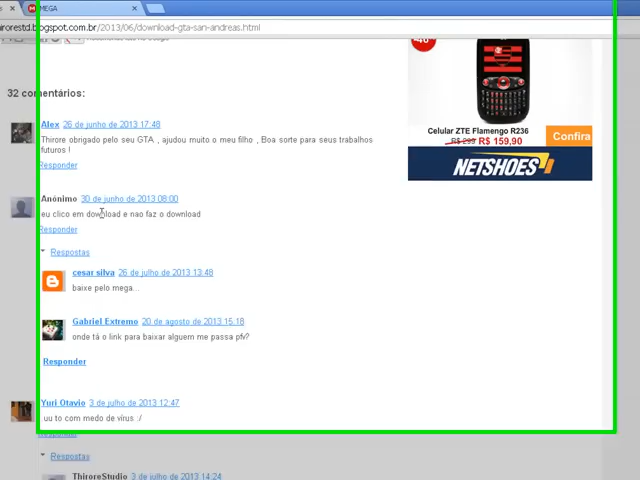 MEGA
thirorestd.blogspot.com.br/2013/06/download-gta-san-andreas.html
32 comentários:
Alex 26 de junho de 2013 17:48
Thirore obrigado pelo seu GTA , ajudou muito o meu filho , Boa sorte para seus trabalhos
futuros !
Responder
Anônimo 30 de junho de 2013 08:00
eu clico em download e nao faz o download
Responder
Respostas
cesar silva 26 de julho de 2013 13:48
baixe pelo mega...
Gabriel Extremo 20 de agosto de 2013 15:18
onde tá o link para baixar alguem me passa pfv?
Responder
Yuri Otavio 3 de julho de 2013 12:47
uu to com medo de vírus :/
Responder
Respostas
ThiroreStudio 3 de julho de 2013 14:24
Celular ZTE Flamengo R236
R$ 299 R$ 159,90
Confira
NETSHOES